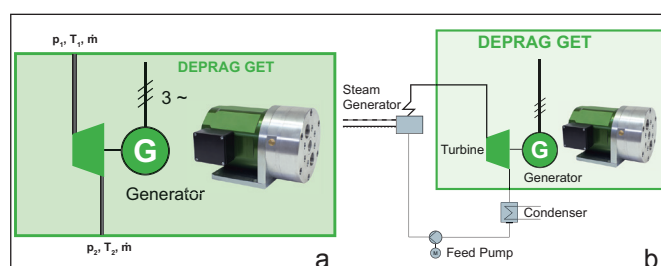 p₁, T₁, ṁ
DEPRAG GET
3 ~
G
Generator
p₂, T₂, ṁ
a
DEPRAG GET
Steam
Generator
Turbine
G
Generator
Condenser
M
Feed Pump
b